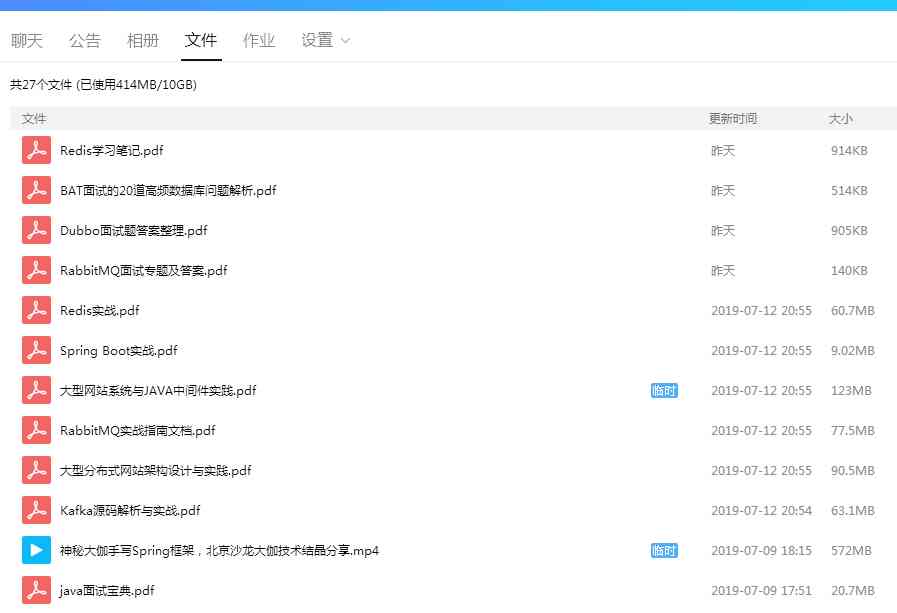 聊天 公告 相册 文件 作业 设置
共27个文件 (已使用414MB/10GB)
文件 更新时间 大小
Redis学习笔记.pdf 昨天 914KB
BAT面试的20道高频数据库问题解析.pdf 昨天 514KB
Dubbo面试题答案整理.pdf 昨天 905KB
RabbitMQ面试专题及答案.pdf 昨天 140KB
Redis实战.pdf 2019-07-12 20:55 60.7MB
Spring Boot实战.pdf 2019-07-12 20:55 9.02MB
大型网站系统与JAVA中间件实践.pdf 临时 2019-07-12 20:55 123MB
RabbitMQ实战指南文档.pdf 2019-07-12 20:55 77.5MB
大型分布式网站架构设计与实践.pdf 2019-07-12 20:55 90.5MB
Kafka源码解析与实战.pdf 2019-07-12 20:54 63.1MB
神秘大伽手写Spring框架，北京沙龙大伽技术结晶分享.mp4 临时 2019-07-09 18:15 572MB
java面试宝典.pdf 2019-07-09 17:51 20.7MB